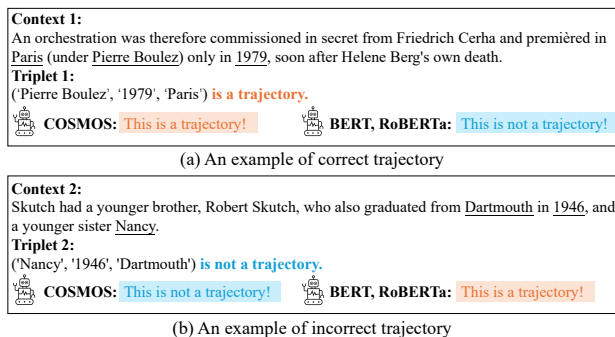 Context 1:
An orchestration was therefore commissioned in secret from Friedrich Cerha and premièred in
Paris (under Pierre Boulez) only in 1979, soon after Helene Berg's own death.
Triplet 1:
('Pierre Boulez', '1979', 'Paris') is a trajectory.
COSMOS: This is a trajectory! BERT, RoBERTa: This is not a trajectory!
(a) An example of correct trajectory
Context 2:
Skutch had a younger brother, Robert Skutch, who also graduated from Dartmouth in 1946, and
a younger sister Nancy.
Triplet 2:
('Nancy', '1946', 'Dartmouth') is not a trajectory.
COSMOS: This is not a trajectory! BERT, RoBERTa: This is a trajectory!
(b) An example of incorrect trajectory